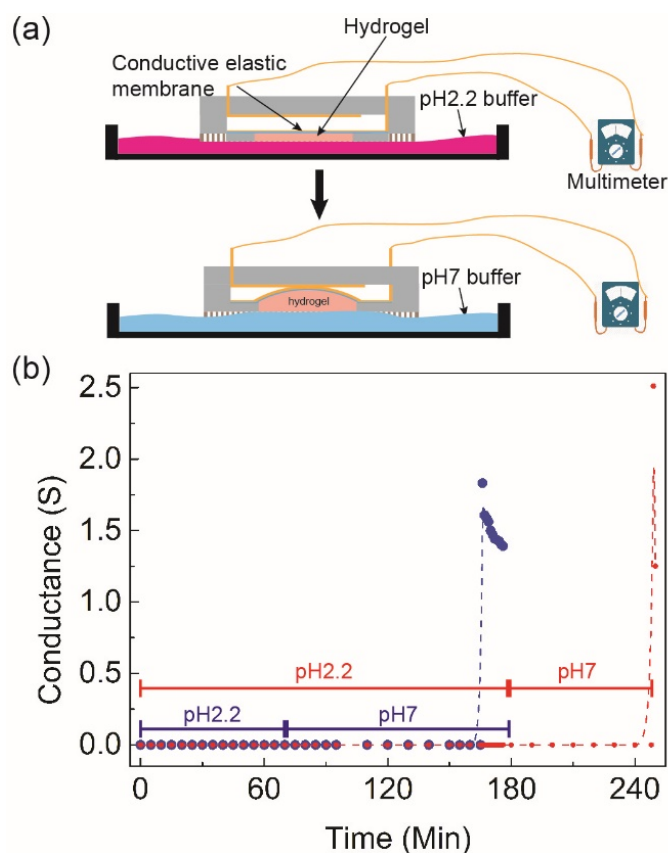 (a)
Hydrogel
Conductive elastic
membrane
pH2.2 buffer
Multimeter
pH7 buffer
hydrogel
(b)
Conductance (S)
2.5
2.0
1.5
1.0
0.5
0.0
pH2.2
pH7
pH2.2
pH7
0
60
120
180
240
Time (Min)